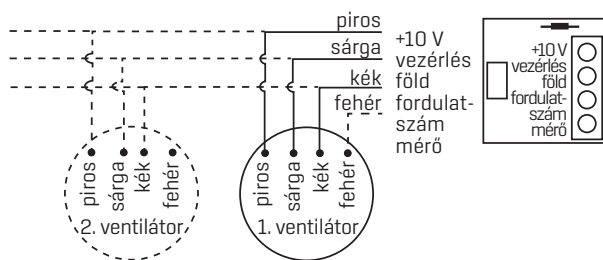 piros
sárga
kék
fehér
+10 V
vezérlés
föld
fordulat-
szám
mérő
+10 V
vezérlés
föld
fordulat-
szám
mérő
piros
sárga
kék
fehér
2. ventilátor
piros
sárga
kék
fehér
1. ventilátor